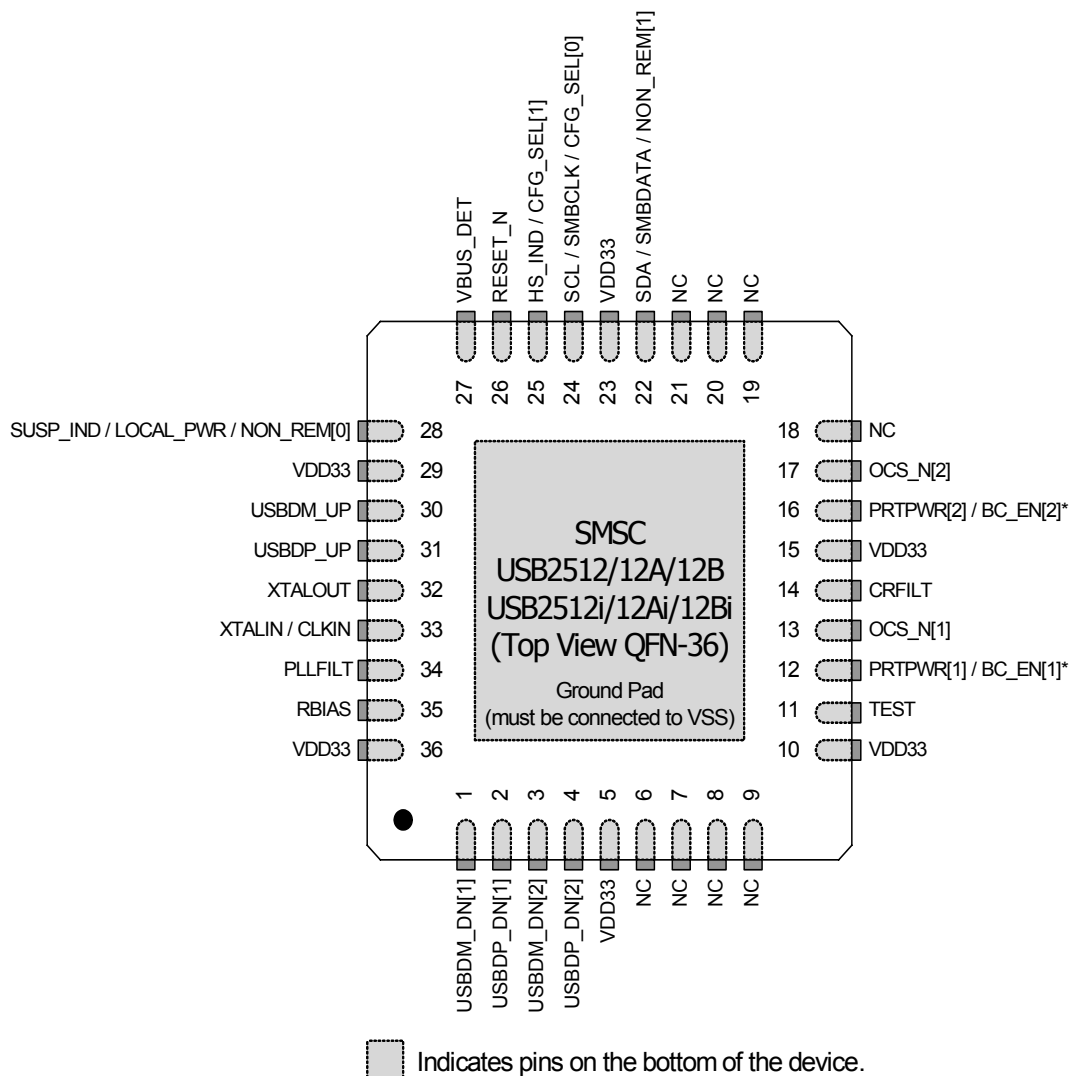 VBUS_DET
RESET_N
HS_IND / CFG_SEL[1]
SCL / SMBCLK / CFG_SEL[0]
VDD33
SDA / SMBDATA / NON_REM[1]
NC
NC
NC
27
26
25
24
23
22
21
20
19
SUSP_IND / LOCAL_PWR / NON_REM[0] 28
VDD33 29
USBDM_UP 30
USBDP_UP 31
XTALOUT 32
XTALIN / CLKIN 33
PLLFILT 34
RBIAS 35
VDD33 36
SMSC
USB2512/12A/12B
USB2512i/12Ai/12Bi
(Top View QFN-36)
Ground Pad
(must be connected to VSS)
18 NC
17 OCS_N[2]
16 PRTPWR[2] / BC_EN[2]*
15 VDD33
14 CRFILT
13 OCS_N[1]
12 PRTPWR[1] / BC_EN[1]*
11 TEST
10 VDD33
1
2
3
4
5
6
7
8
9
USBDM_DN[1]
USBDP_DN[1]
USBDM_DN[2]
USBDP_DN[2]
VDD33
NC
NC
NC
NC
Indicates pins on the bottom of the device.